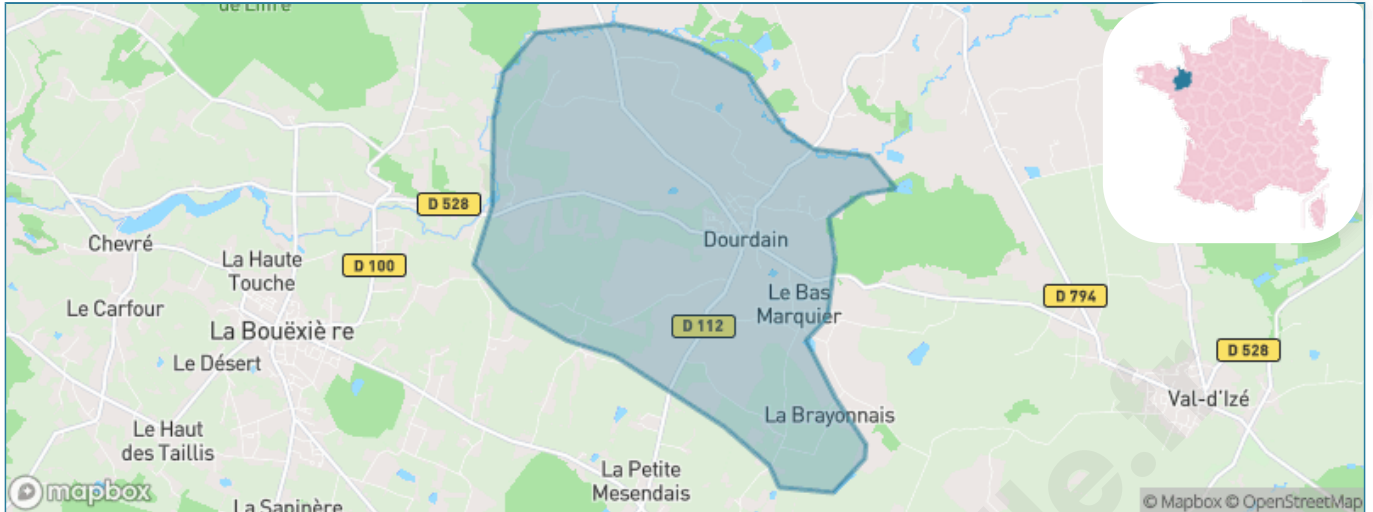 de Liffré
D 528
Dourdain
Chevré
La Haute
Touche
D 100
Le Carfour
Le Bas
Marquier
D 794
La Bouëxiè re
D 112
Le Désert
D 528
Val-d'Izé
La Brayonnais
Le Haut
des Taillis
La Petite
Mesendais
mapbox
La Sapinère
© Mapbox © OpenStreetMap